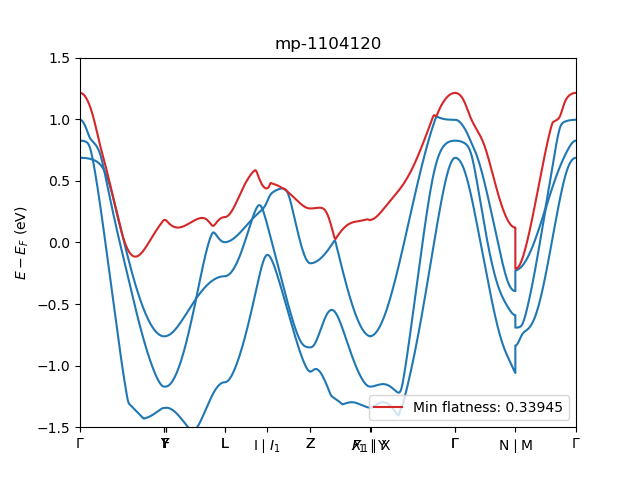 mp-1104120
E − E_F (eV)
1.5
1.0
0.5
0.0
−0.5
−1.0
−1.5
Min flatness: 0.33945
Γ L I | I₁ Z Γ N | M Γ